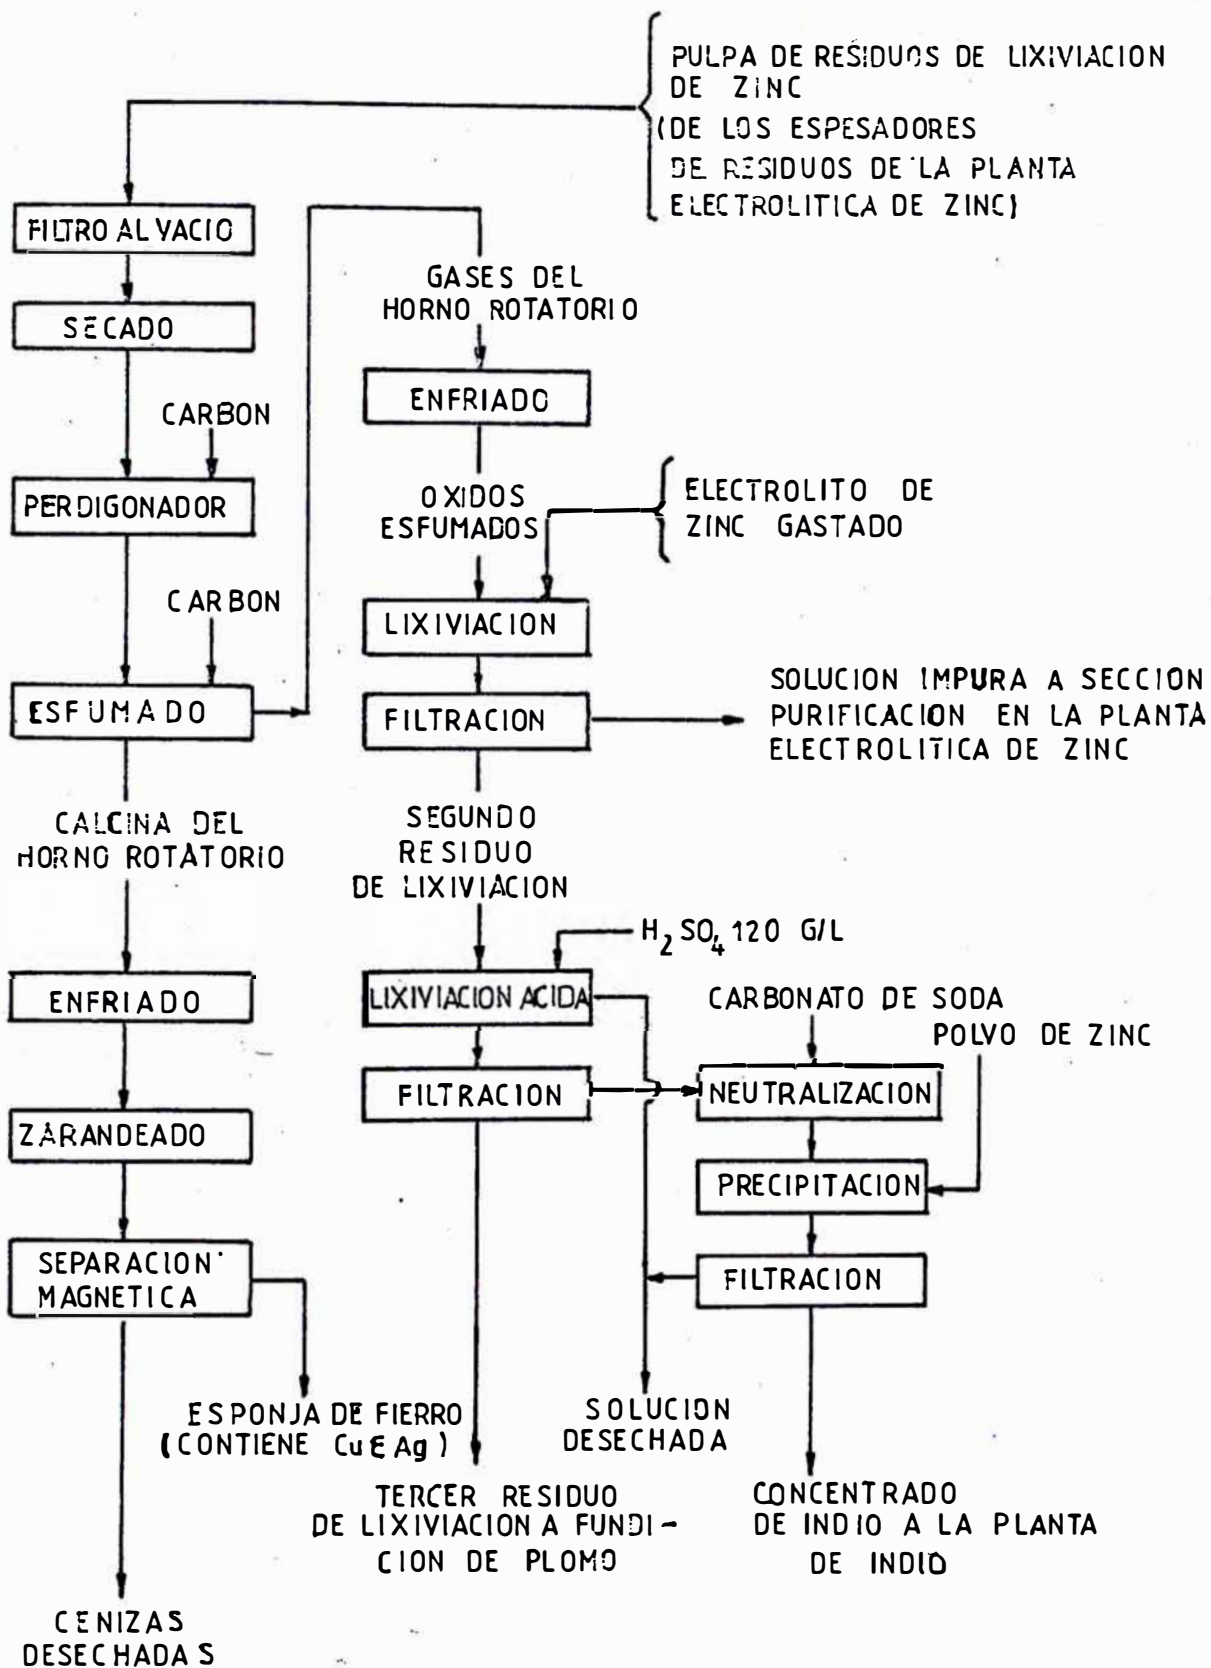 PULPA DE RESIDUOS DE LIXIVIACION
DE ZINC
(DE LOS ESPESADORES
DE RESIDUOS DE LA PLANTA
ELECTROLITICA DE ZINC)
FILTRO AL VACIO
SECADO
CARBON
PERDIGONADOR
CARBON
ESFUMADO
CALCINA DEL
HORNO ROTATORIO
ENFRIADO
ZARANDEADO
SEPARACION
MAGNETICA
ESPONJA DE FIERRO
(CONTIENE Cu E Ag)
CENIZAS
DESECHADAS
GASES DEL
HORNO ROTATORIO
ENFRIADO
OXIDOS
ESFUMADOS
ELECTROLITO DE
ZINC GASTADO
LIXIVIACION
FILTRACION
SOLUCION IMPURA A SECCION
PURIFICACION EN LA PLANTA
ELECTROLITICA DE ZINC
SEGUNDO
RESIDUO
DE LIXIVIACION
H₂SO₄ 120 G/L
LIXIVIACION ACIDA
FILTRACION
TERCER RESIDUO
DE LIXIVIACION A FUNDI-
CION DE PLOMO
CARBONATO DE SODA
POLVO DE ZINC
NEUTRALIZACION
PRECIPITACION
FILTRACION
SOLUCION
DESECHADA
CONCENTRADO
DE INDIO A LA PLANTA
DE INDIO